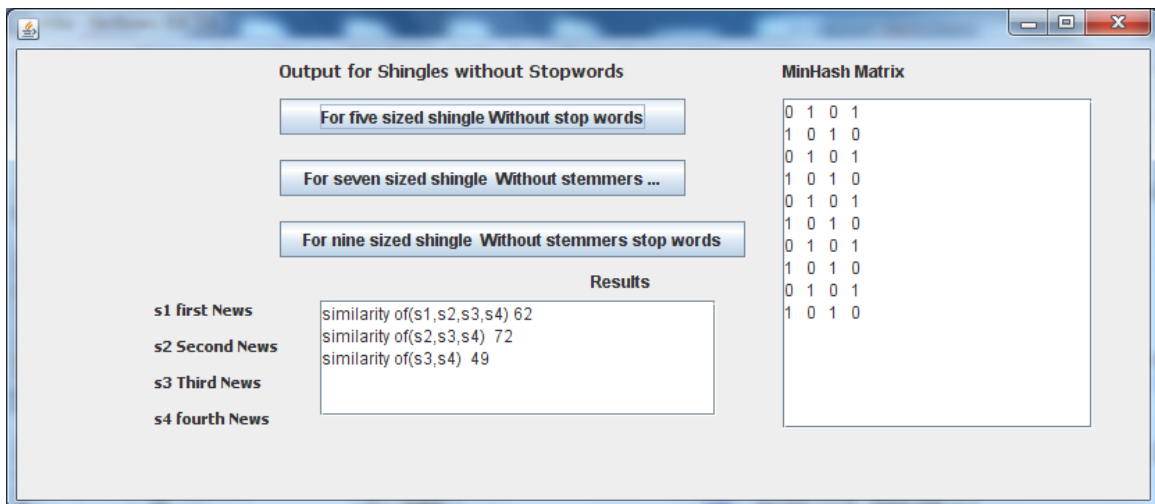 Output for Shingles without Stopwords
For five sized shingle Without stop words
For seven sized shingle Without stemmers ...
For nine sized shingle Without stemmers stop words
Results
s1 first News
s2 Second News
s3 Third News
s4 fourth News
similarity of(s1,s2,s3,s4) 62
similarity of(s2,s3,s4) 72
similarity of(s3,s4) 49
MinHash Matrix
0 1 0 1
1 0 1 0
0 1 0 1
1 0 1 0
0 1 0 1
1 0 1 0
0 1 0 1
1 0 1 0
0 1 0 1
1 0 1 0